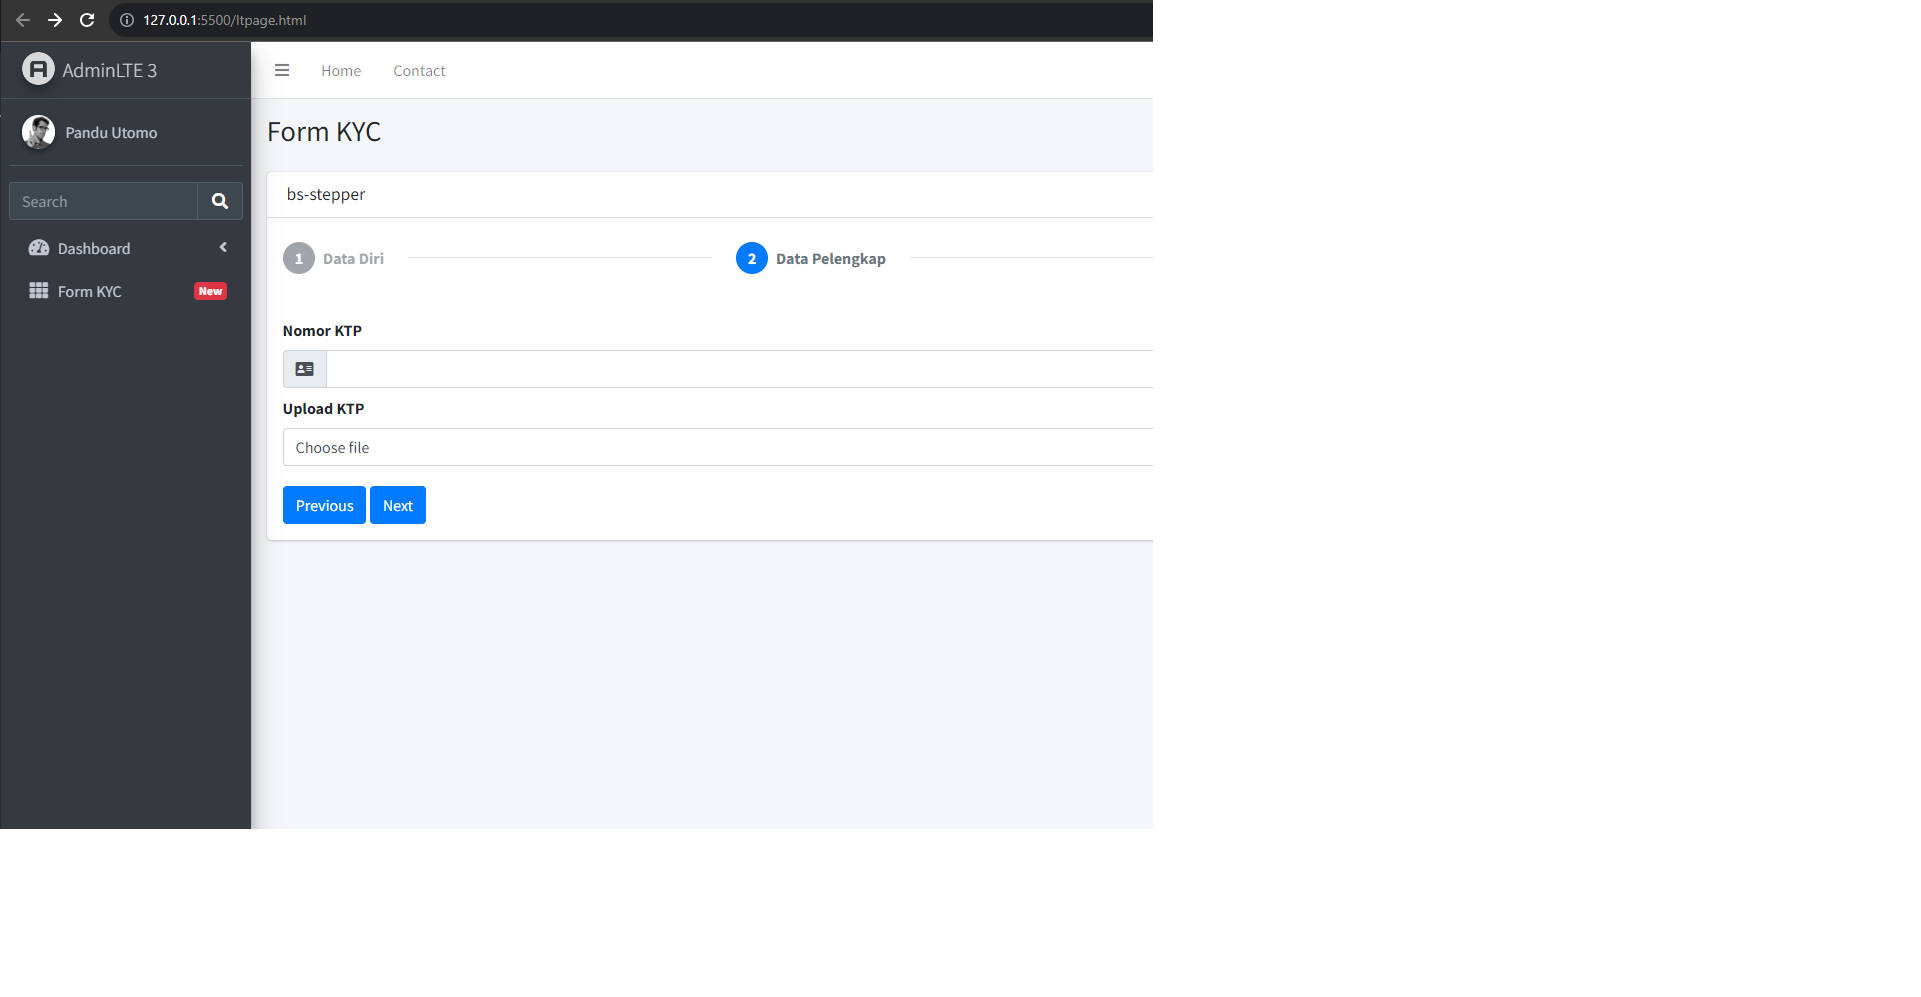 127.0.0.1:5500/ltpage.html
AdminLTE 3
Home Contact
Pandu Utomo
Search
Dashboard
Form KYC New
Form KYC
bs-stepper
1 Data Diri 2 Data Pelengkap
Nomor KTP
Upload KTP
Choose file
Previous Next